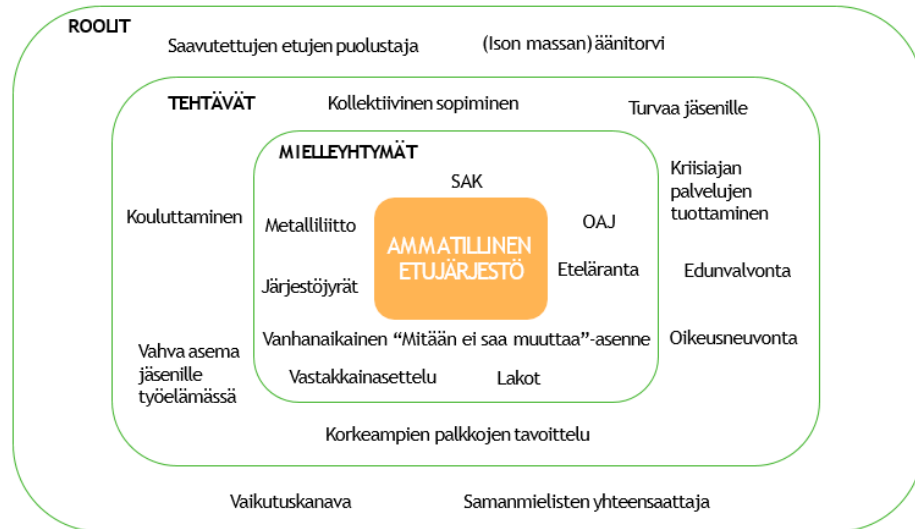 ROOLIT
Saavutettujen etujen puolustaja
(Ison massan) äänitorvi
TEHTÄVÄT
Kollektiivinen sopiminen
Turvaa jäsenille
MIELLEYHTYMÄT
SAK
Kriisiajan
palvelujen
tuottaminen
Kouluttaminen
Metalliliitto
OAJ
AMMATILLINEN
ETUJÄRJESTÖ
Eteläranta
Edunvalvonta
Järjestöjyrät
Vanhanaikainen “Mitään ei saa muuttaa”-asenne
Oikeusneuvonta
Vahva asema
jäsenille
työelämässä
Vastakkainasettelu
Lakot
Korkeampien palkkojen tavoittelu
Vaikutuskanava
Samanmielisten yhteensaattaja